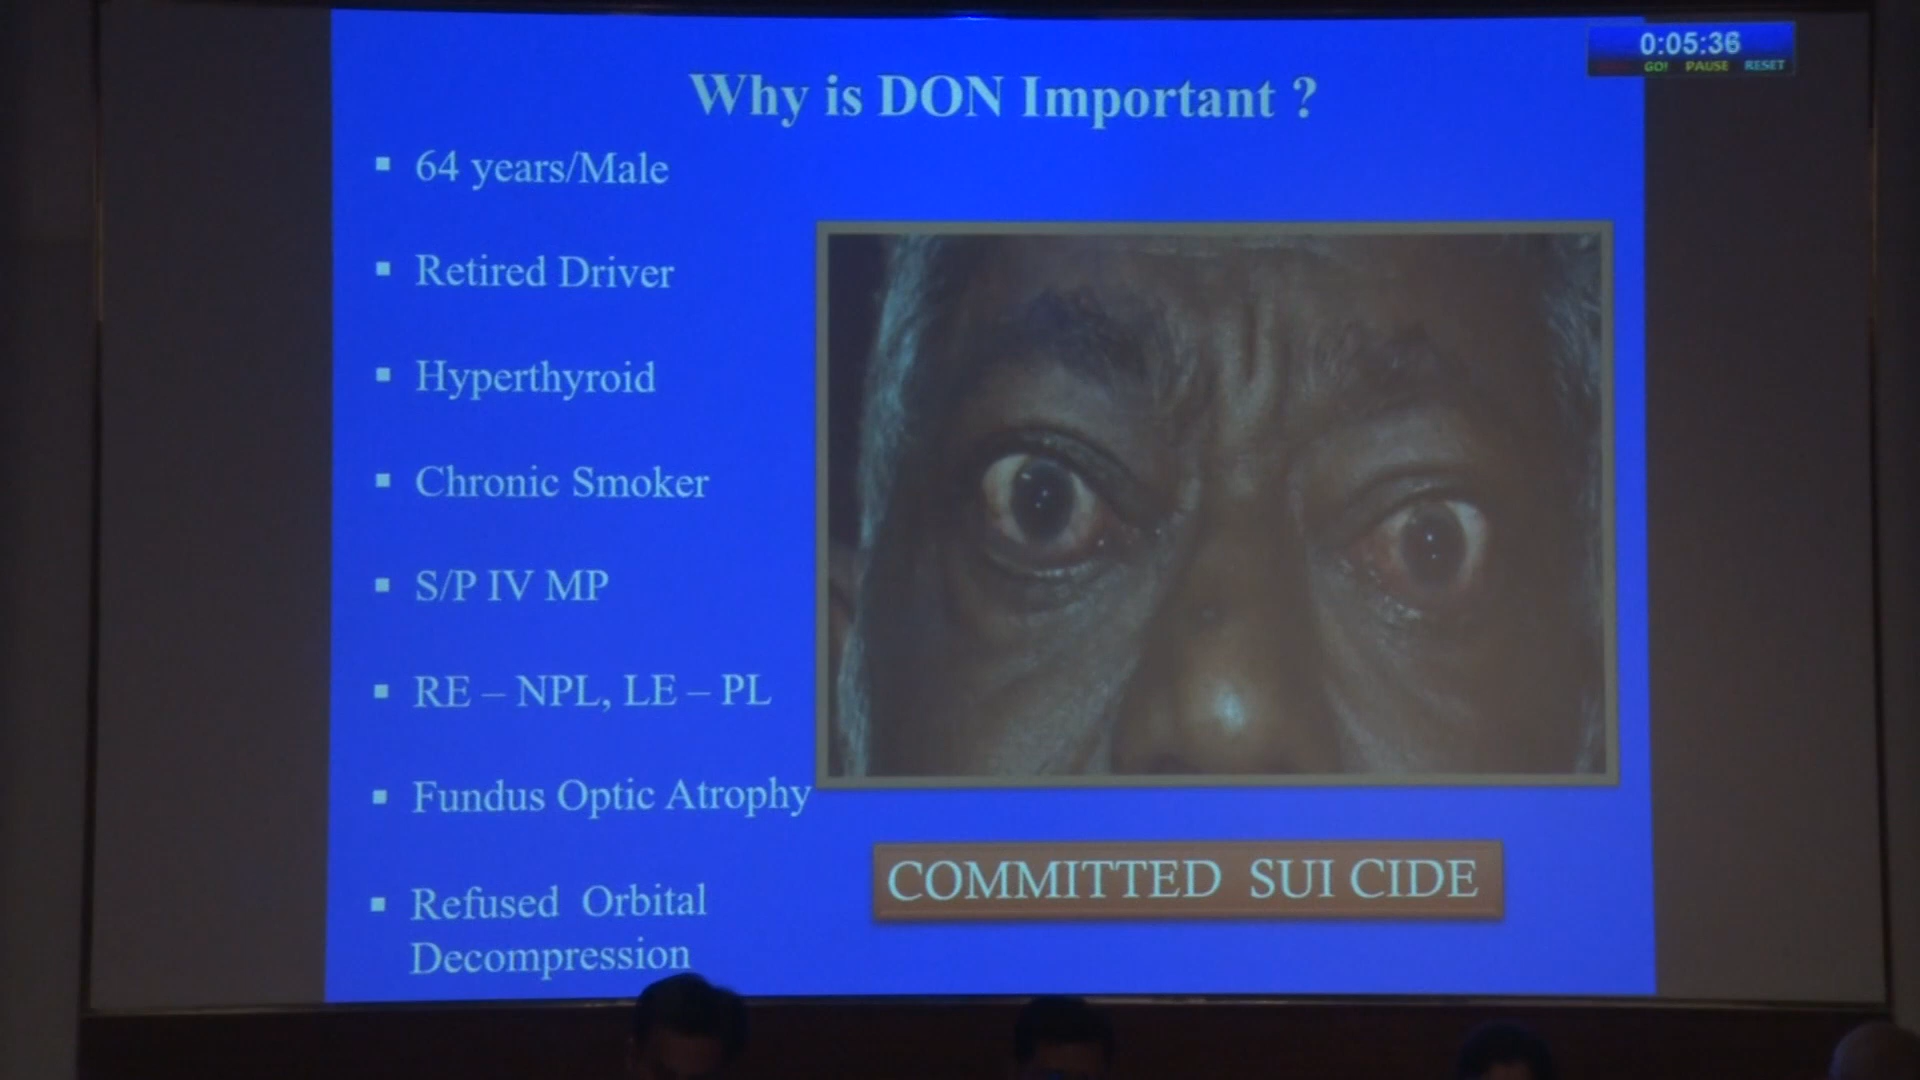 0:05:36
GO! PAUSE RESET
Why is DON Important ?
▪ 64 years/Male
▪ Retired Driver
▪ Hyperthyroid
▪ Chronic Smoker
▪ S/P IV MP
▪ RE – NPL, LE – PL
▪ Fundus Optic Atrophy
▪ Refused Orbital
Decompression
COMMITTED SUI CIDE